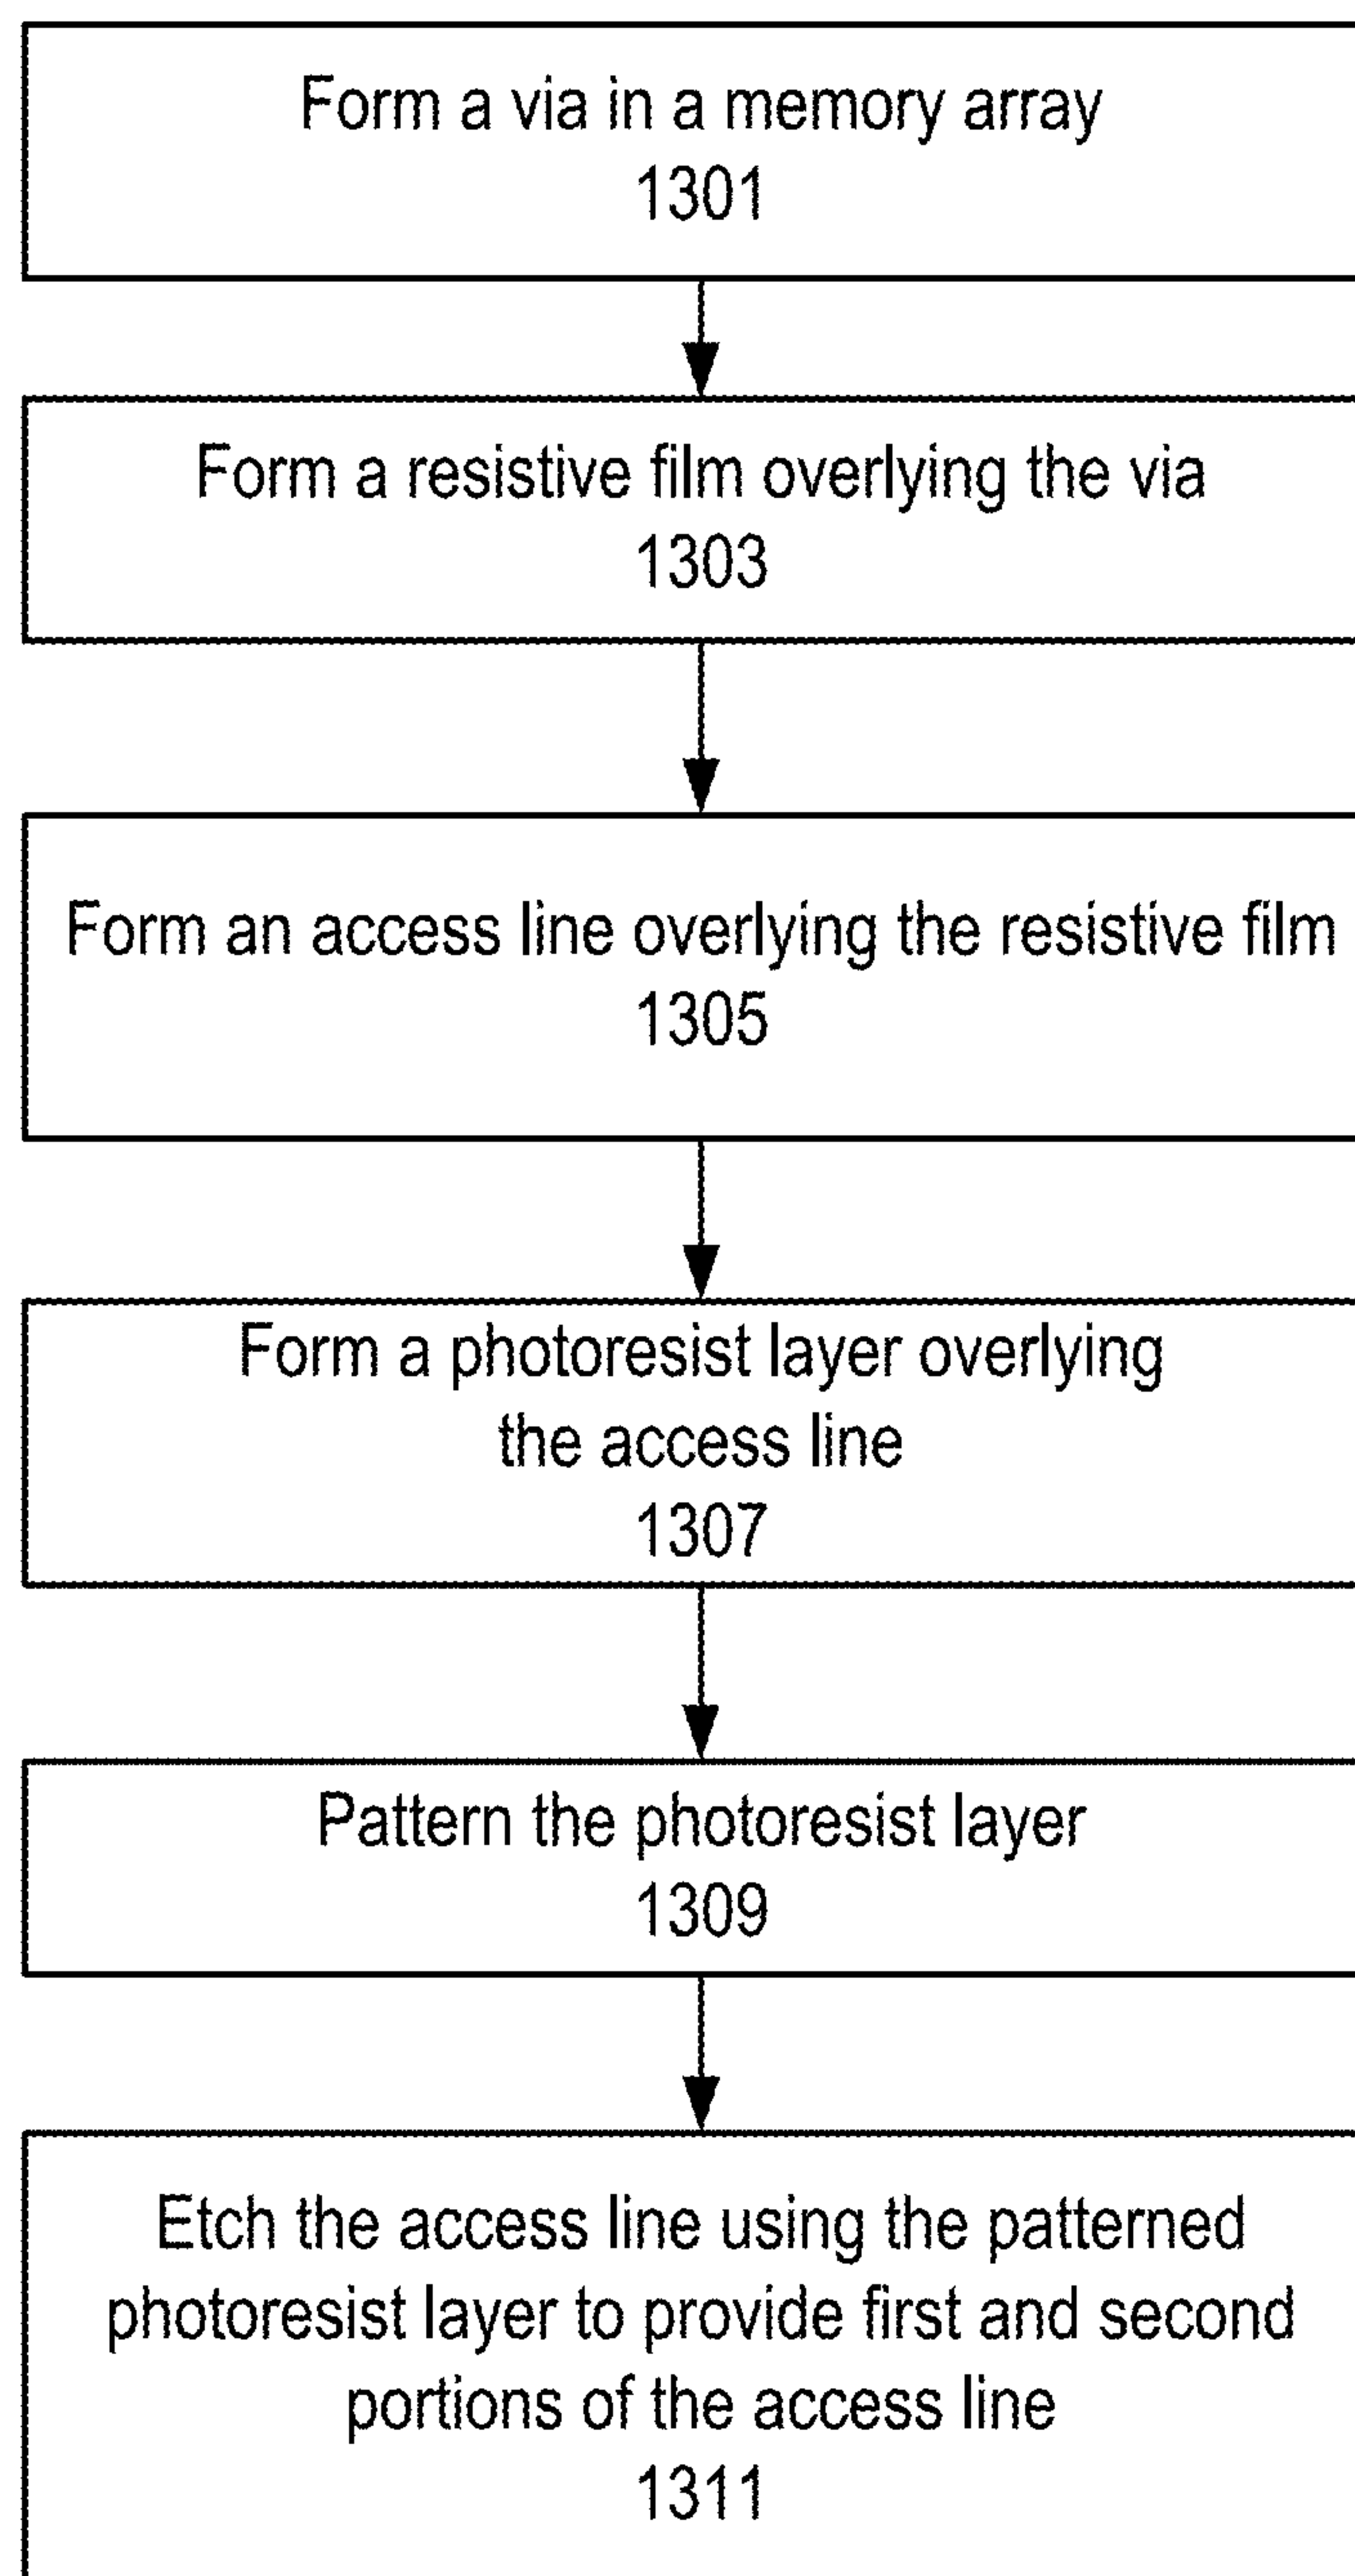 Form a via in a memory array
1301
Form a resistive film overlying the via
1303
Form an access line overlying the resistive film
1305
Form a photoresist layer overlying
the access line
1307
Pattern the photoresist layer
1309
Etch the access line using the patterned
photoresist layer to provide first and second
portions of the access line
1311